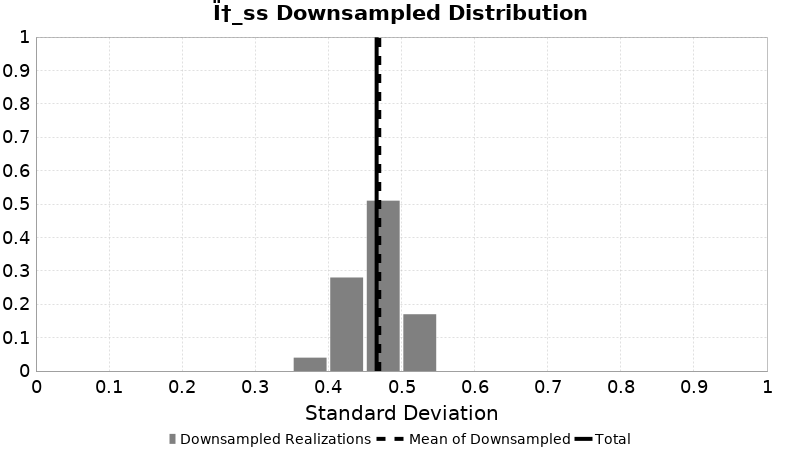 Ï†_ss Downsampled Distribution
1
0.9
0.8
0.7
0.6
0.5
0.4
0.3
0.2
0.1
0
0 0.1 0.2 0.3 0.4 0.5 0.6 0.7 0.8 0.9 1
Standard Deviation
Downsampled Realizations Mean of Downsampled Total